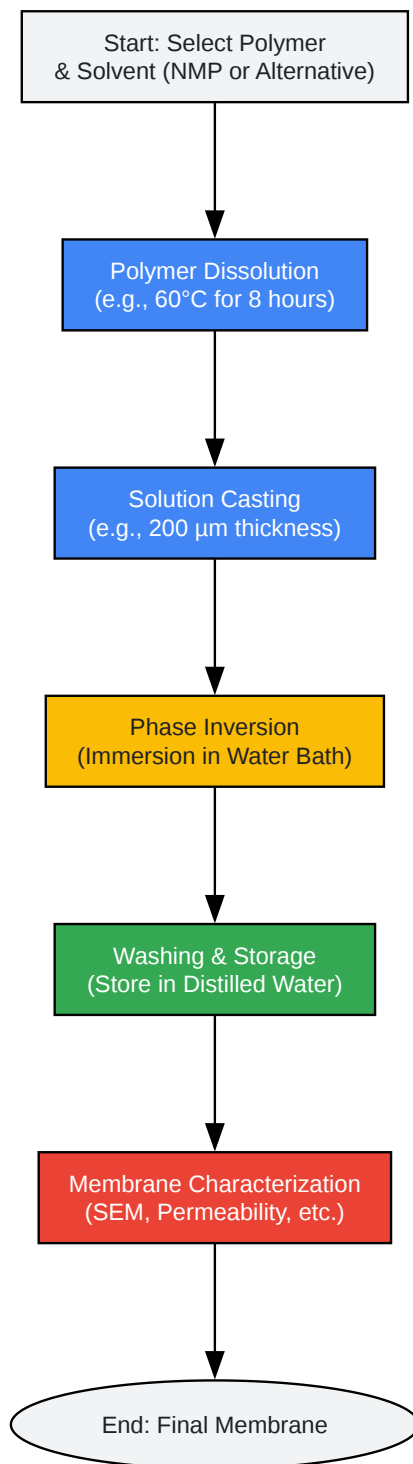 Start: Select Polymer
& Solvent (NMP or Alternative)
Polymer Dissolution
(e.g., 60°C for 8 hours)
Solution Casting
(e.g., 200 µm thickness)
Phase Inversion
(Immersion in Water Bath)
Washing & Storage
(Store in Distilled Water)
Membrane Characterization
(SEM, Permeability, etc.)
End: Final Membrane